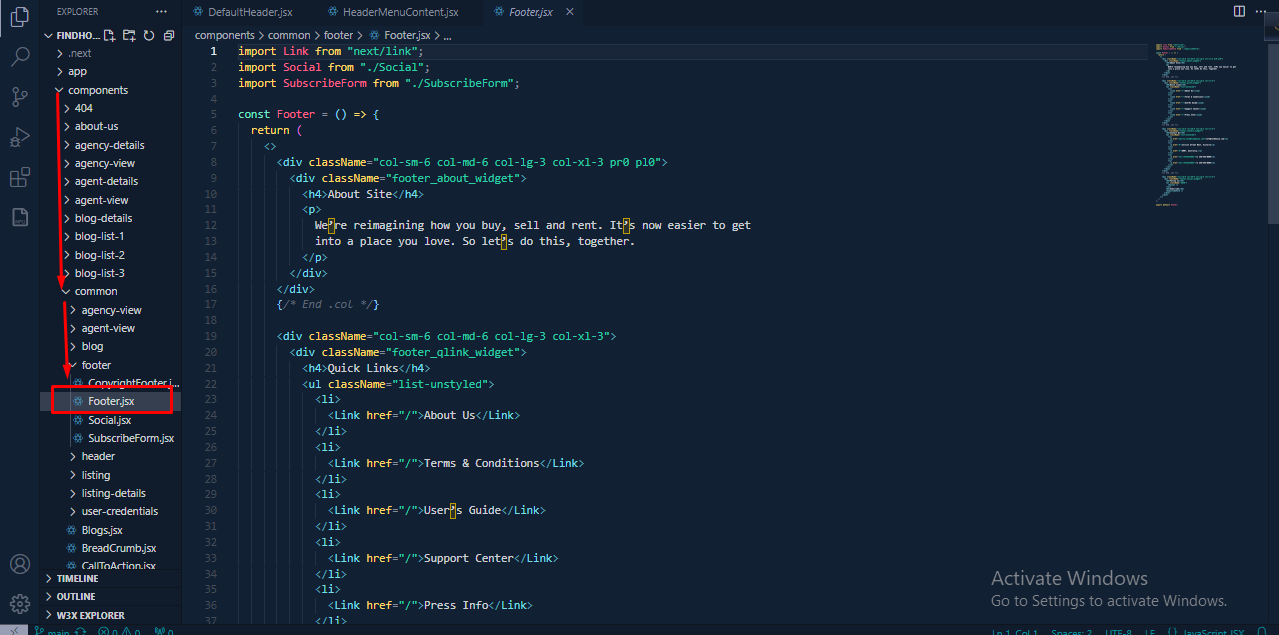 EXPLORER
DefaultHeader.jsx
HeaderMenuContent.jsx
Footer.jsx
FINDHO...
.next
app
components
404
about-us
agency-details
agency-view
agent-details
agent-view
blog-details
blog-list-1
blog-list-2
blog-list-3
common
agency-view
agent-view
blog
footer
CopyrightFooter.j...
Footer.jsx
Social.jsx
SubscribeForm.jsx
header
listing
listing-details
user-credentials
Blogs.jsx
BreadCrumb.jsx
CallToAction.jsx
TIMELINE
OUTLINE
W3X EXPLORER
components > common > footer > Footer.jsx > ...
1 import Link from "next/link";
2 import Social from "./Social";
3 import SubscribeForm from "./SubscribeForm";
4
5 const Footer = () => {
6 return (
7 <>
8 <div className="col-sm-6 col-md-6 col-lg-3 col-xl-3 pr0 pl0">
9 <div className="footer_about_widget">
10 <h4>About Site</h4>
11 <p>
12 We’re reimagining how you buy, sell and rent. It’s now easier to get
13 into a place you love. So let’s do this, together.
14 </p>
15 </div>
16 </div>
17 {/* End .col */}
18
19 <div className="col-sm-6 col-md-6 col-lg-3 col-xl-3">
20 <div className="footer_qlink_widget">
21 <h4>Quick Links</h4>
22 <ul className="list-unstyled">
23 <li>
24 <Link href="/">About Us</Link>
25 </li>
26 <li>
27 <Link href="/">Terms & Conditions</Link>
28 </li>
29 <li>
30 <Link href="/">User’s Guide</Link>
31 </li>
32 <li>
33 <Link href="/">Support Center</Link>
34 </li>
35 <li>
36 <Link href="/">Press Info</Link>
37 </li>
Activate Windows
Go to Settings to activate Windows.
main 0 0 0
Ln 1, Col 1 Spaces: 2 UTF-8 LF {} JavaScript JSX